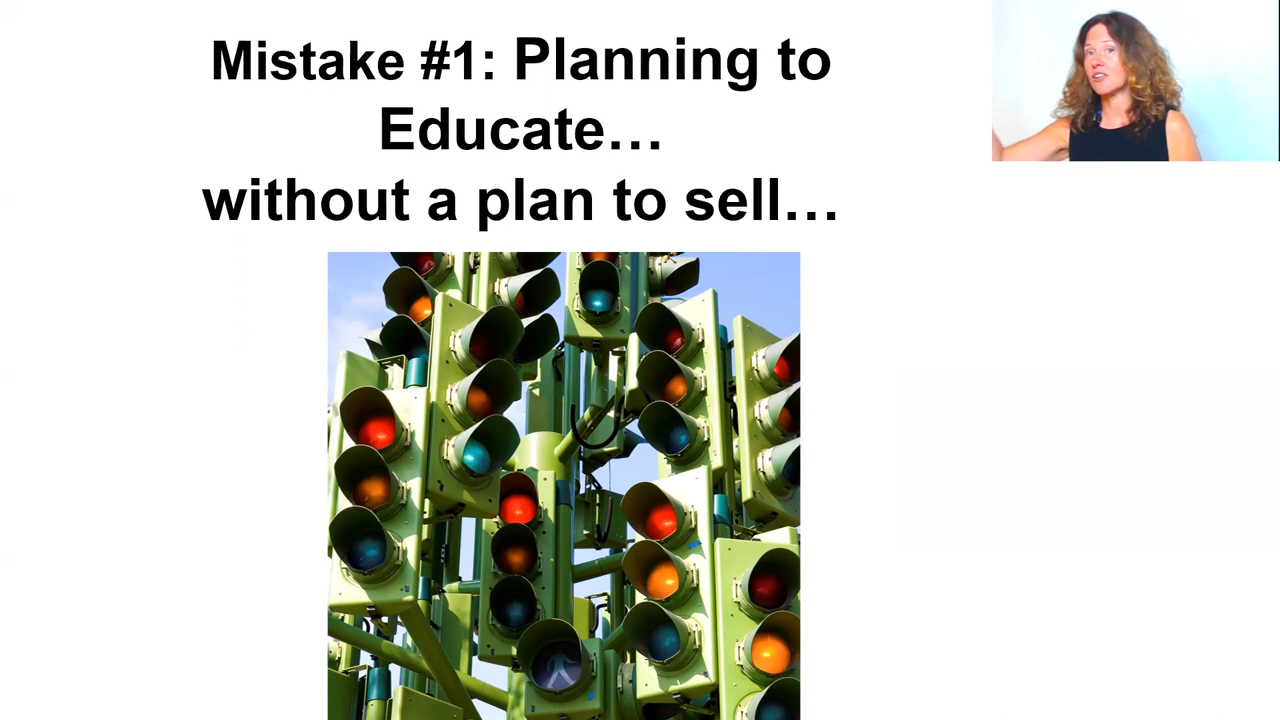 Mistake #1: Planning to
Educate…
without a plan to sell…